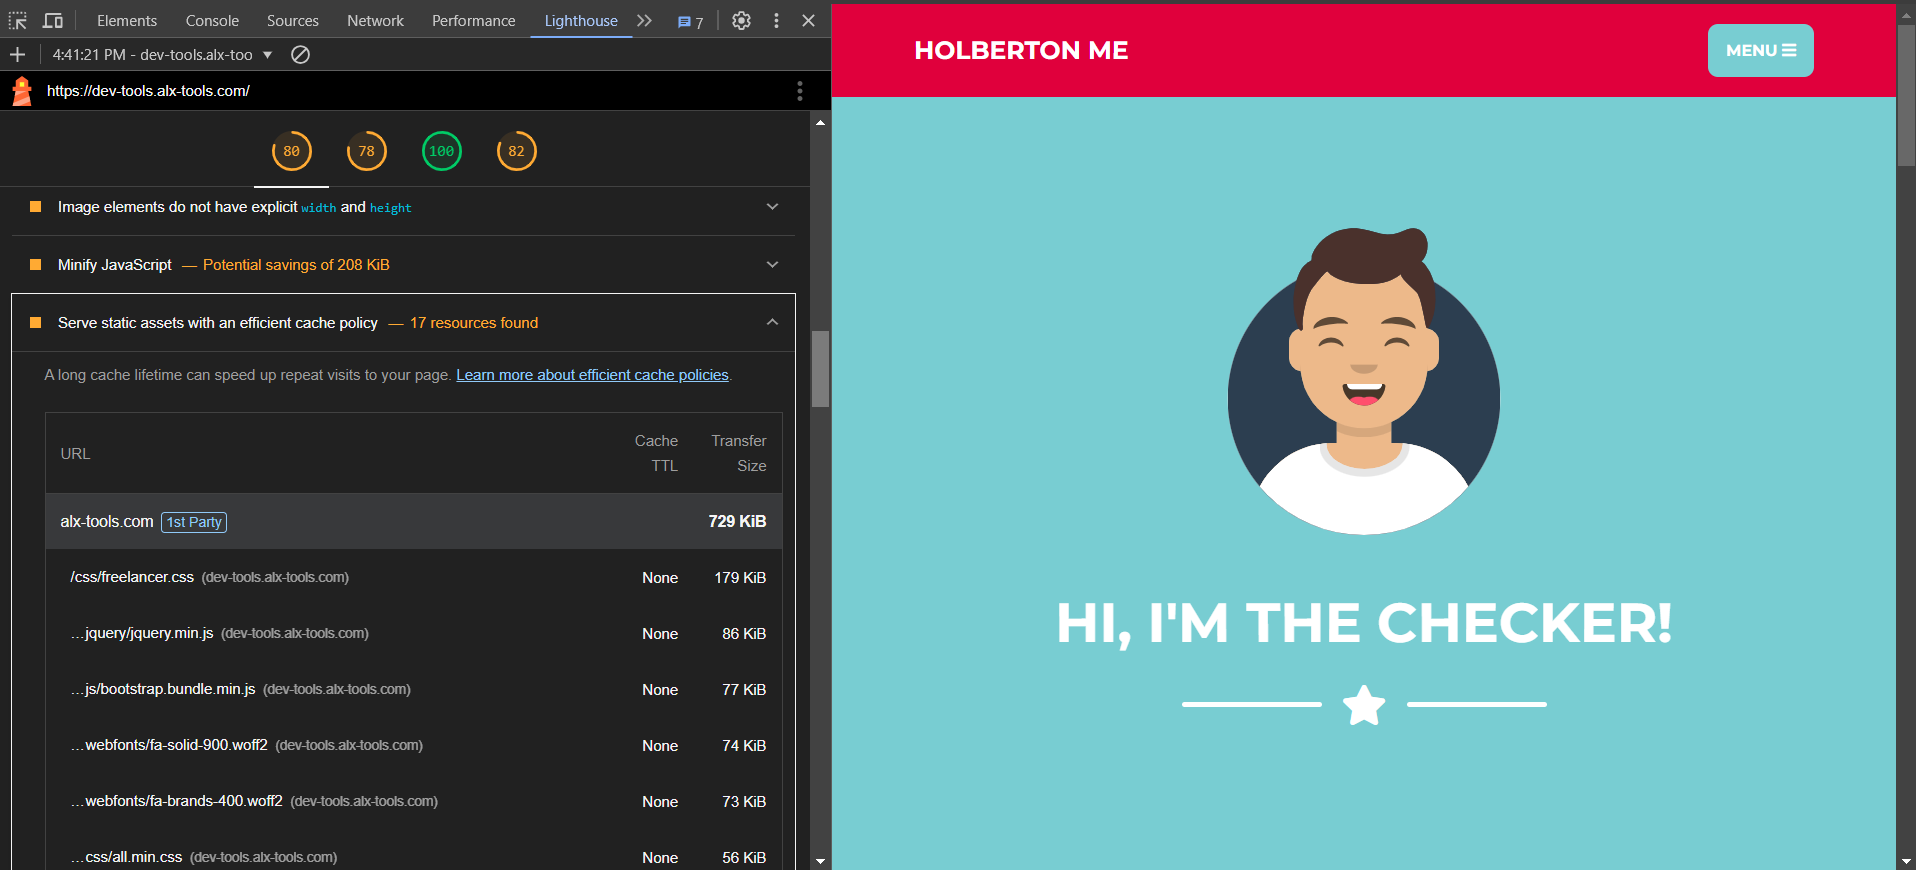 Elements Console Sources Network Performance Lighthouse 7
4:41:21 PM - dev-tools.alx-too
https://dev-tools.alx-tools.com/
80 78 100 82
Image elements do not have explicit width and height
Minify JavaScript — Potential savings of 208 KiB
Serve static assets with an efficient cache policy — 17 resources found
A long cache lifetime can speed up repeat visits to your page. Learn more about efficient cache policies.
URL Cache TTL Transfer Size
alx-tools.com 1st Party 729 KiB
/css/freelancer.css (dev-tools.alx-tools.com) None 179 KiB
…jquery/jquery.min.js (dev-tools.alx-tools.com) None 86 KiB
…js/bootstrap.bundle.min.js (dev-tools.alx-tools.com) None 77 KiB
…webfonts/fa-solid-900.woff2 (dev-tools.alx-tools.com) None 74 KiB
…webfonts/fa-brands-400.woff2 (dev-tools.alx-tools.com) None 73 KiB
…css/all.min.css (dev-tools.alx-tools.com) None 56 KiB
HOLBERTON ME
MENU
HI, I'M THE CHECKER!